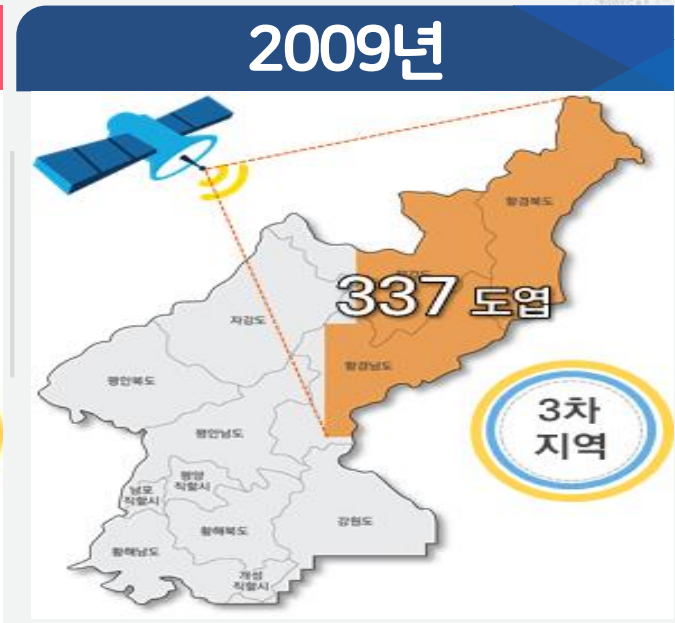 2009년
함경북도
337 도엽
자강도
함경남도
평안북도
3차
지역
평안남도
평양
직할시
남포
직할시
황해북도
강원도
황해남도
개성
직할시